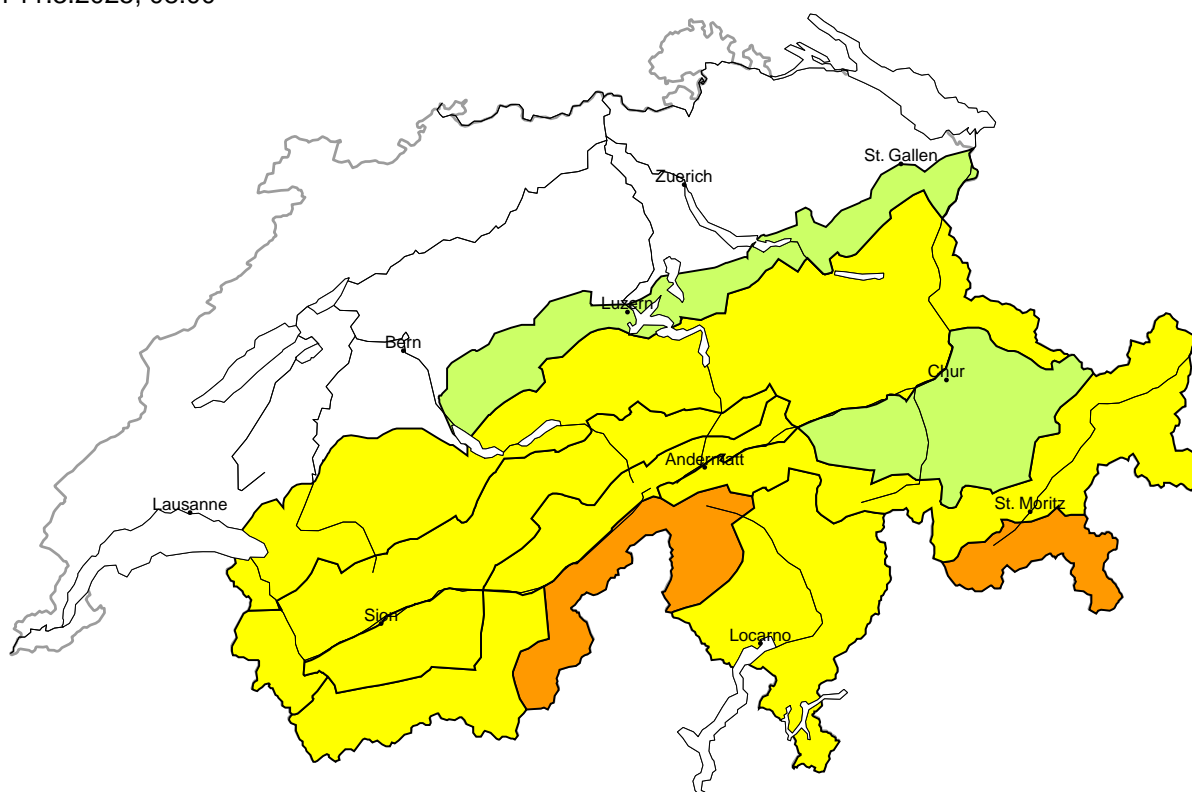 St. Gallen
Zuerich
Luzern
Bern
Chur
Andermatt
Lausanne
St. Moritz
Sion
Locarno